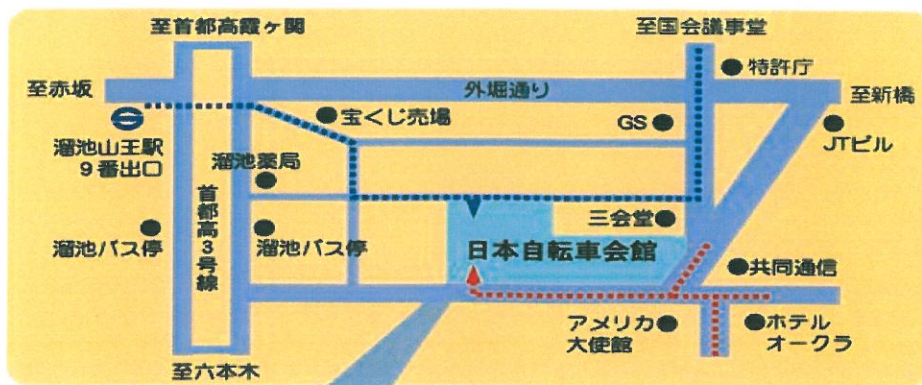 至首都高霞ヶ関
至国会議事堂
特許庁
至赤坂
外堀通り
至新橋
宝くじ売場
GS
JTビル
溜池山王駅
9番出口
溜池薬局
首都高3号線
三会堂
溜池バス停
溜池バス停
日本自転車会館
共同通信
アメリカ
大使館
ホテル
オークラ
至六本木